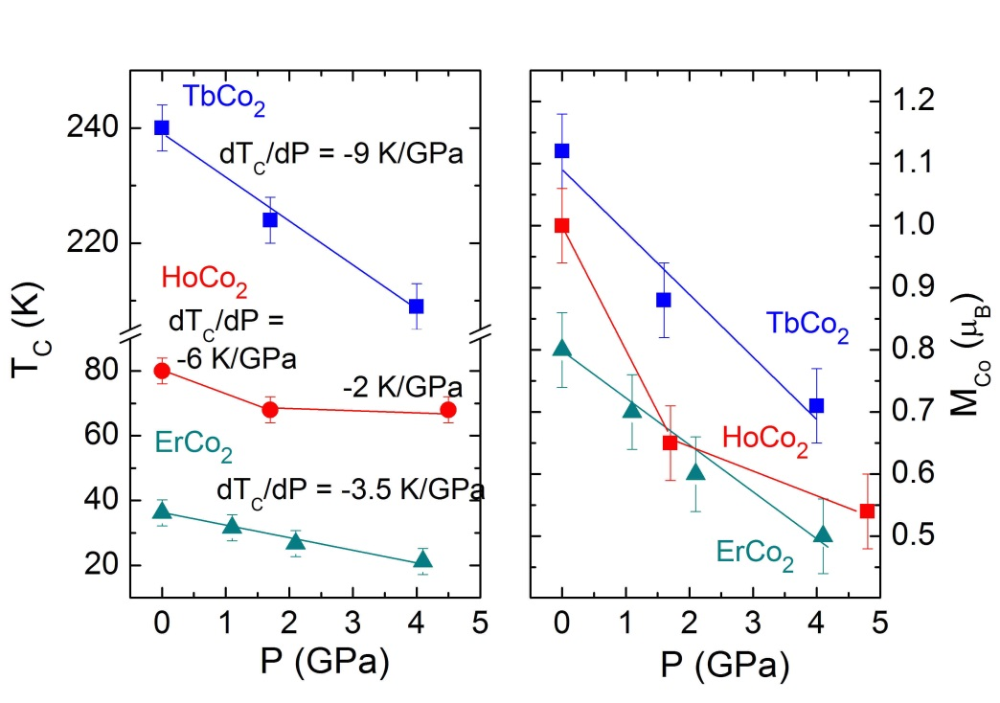 TbCo2
dTC/dP = -9 K/GPa
240
220
HoCo2
dTC/dP =
-6 K/GPa
-2 K/GPa
80
60
ErCo2
dTC/dP = -3.5 K/GPa
40
20
TC (K)
0 1 2 3 4 5
P (GPa)
1.2
1.1
1.0
0.9
0.8
0.7
0.6
0.5
TbCo2
HoCo2
ErCo2
MCo (μB)
0 1 2 3 4 5
P (GPa)